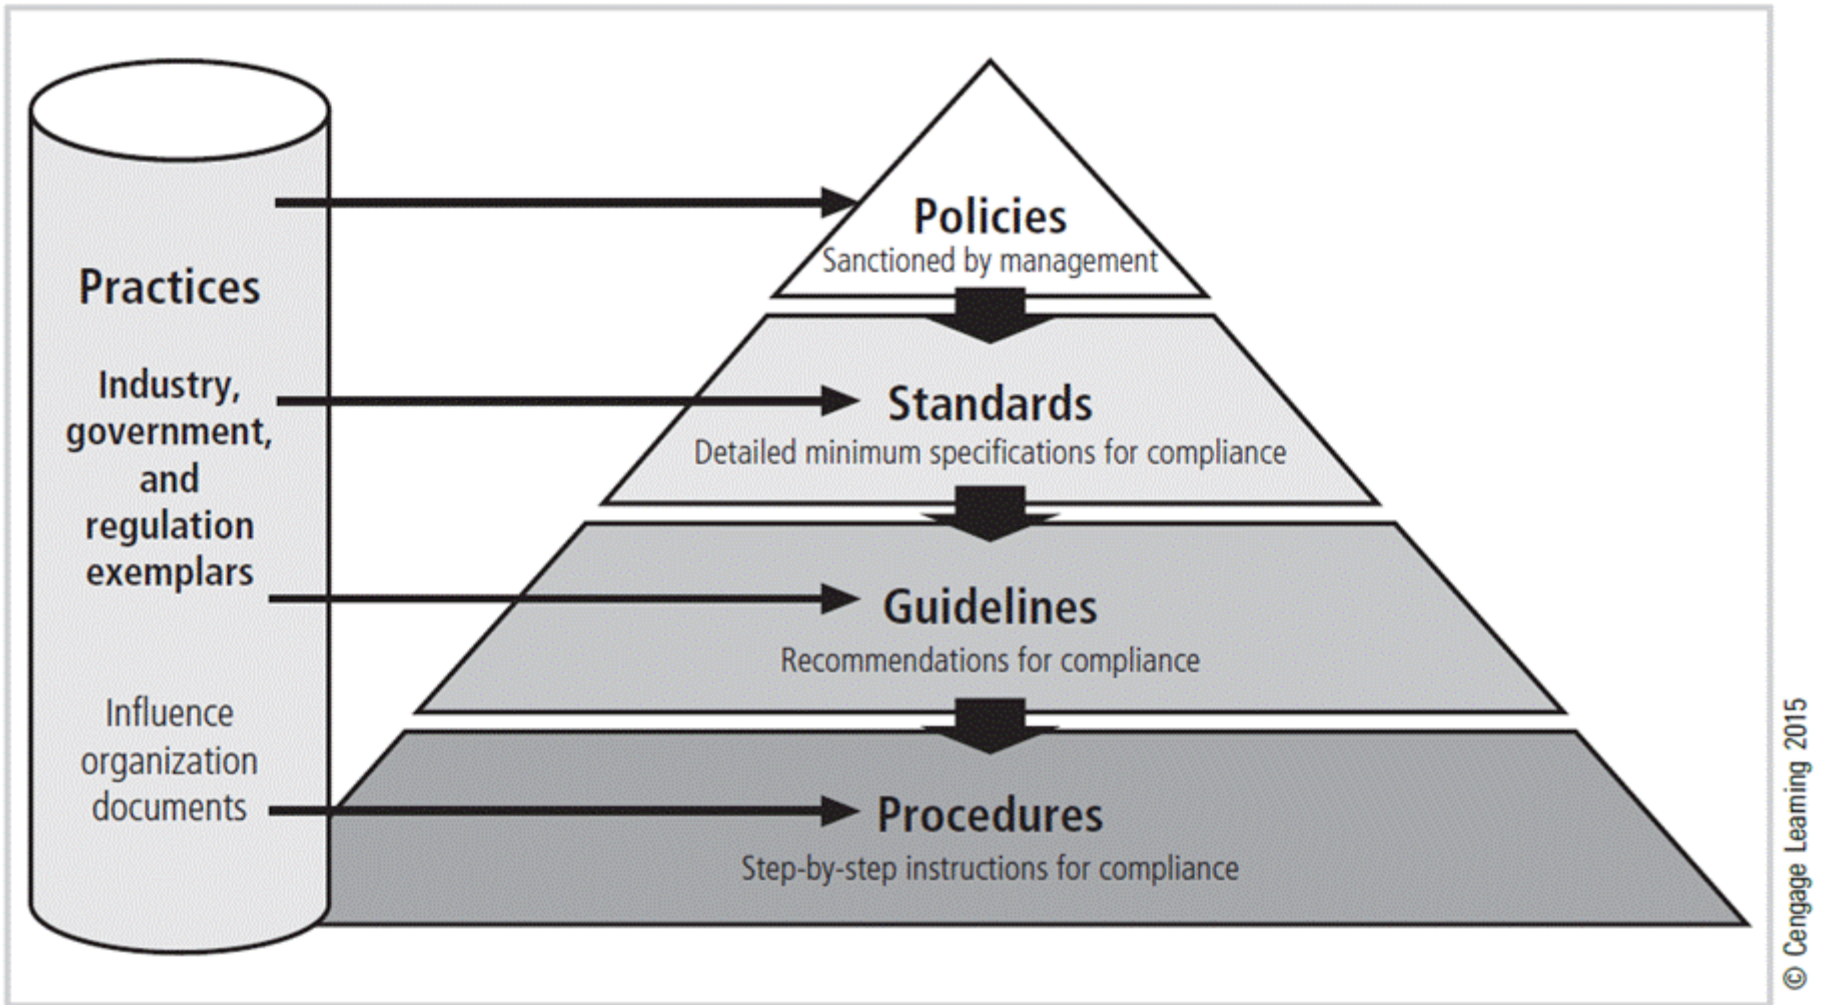 Practices
Industry,
government,
and
regulation
exemplars
Influence
organization
documents
Policies
Sanctioned by management
Standards
Detailed minimum specifications for compliance
Guidelines
Recommendations for compliance
Procedures
Step-by-step instructions for compliance
© Cengage Learning 2015